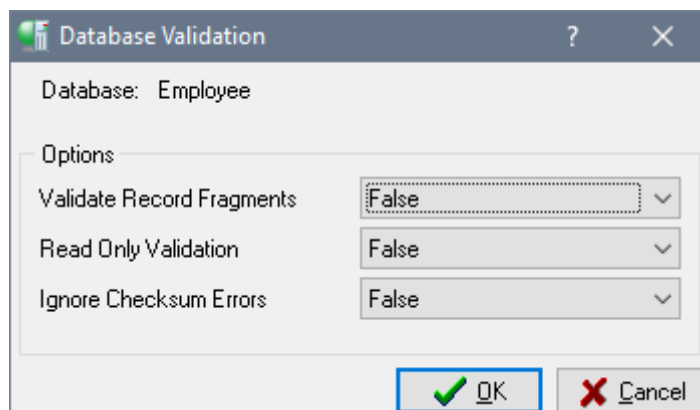 Database Validation ?
Database: Employee
Options
Validate Record Fragments False
Read Only Validation False
Ignore Checksum Errors False
OK Cancel